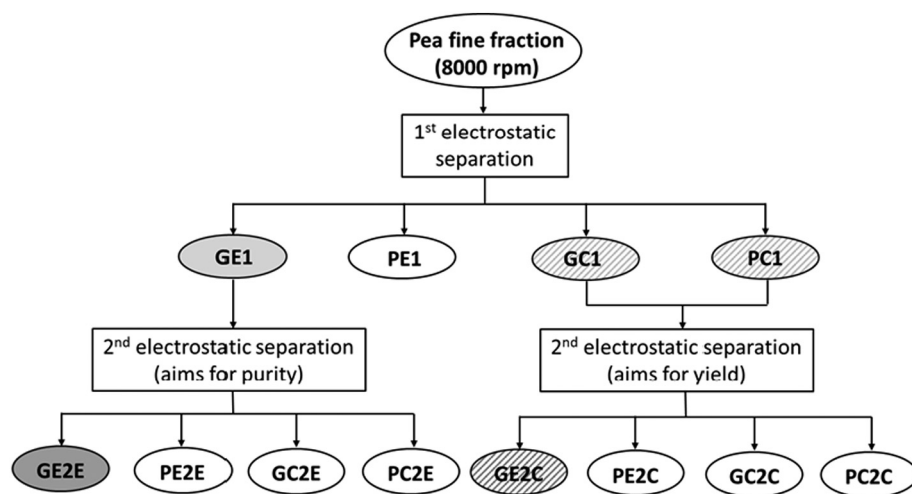 Pea fine fraction
(8000 rpm)
1st electrostatic
separation
GE1
PE1
GC1
PC1
2nd electrostatic separation
(aims for purity)
2nd electrostatic separation
(aims for yield)
GE2E
PE2E
GC2E
PC2E
GE2C
PE2C
GC2C
PC2C